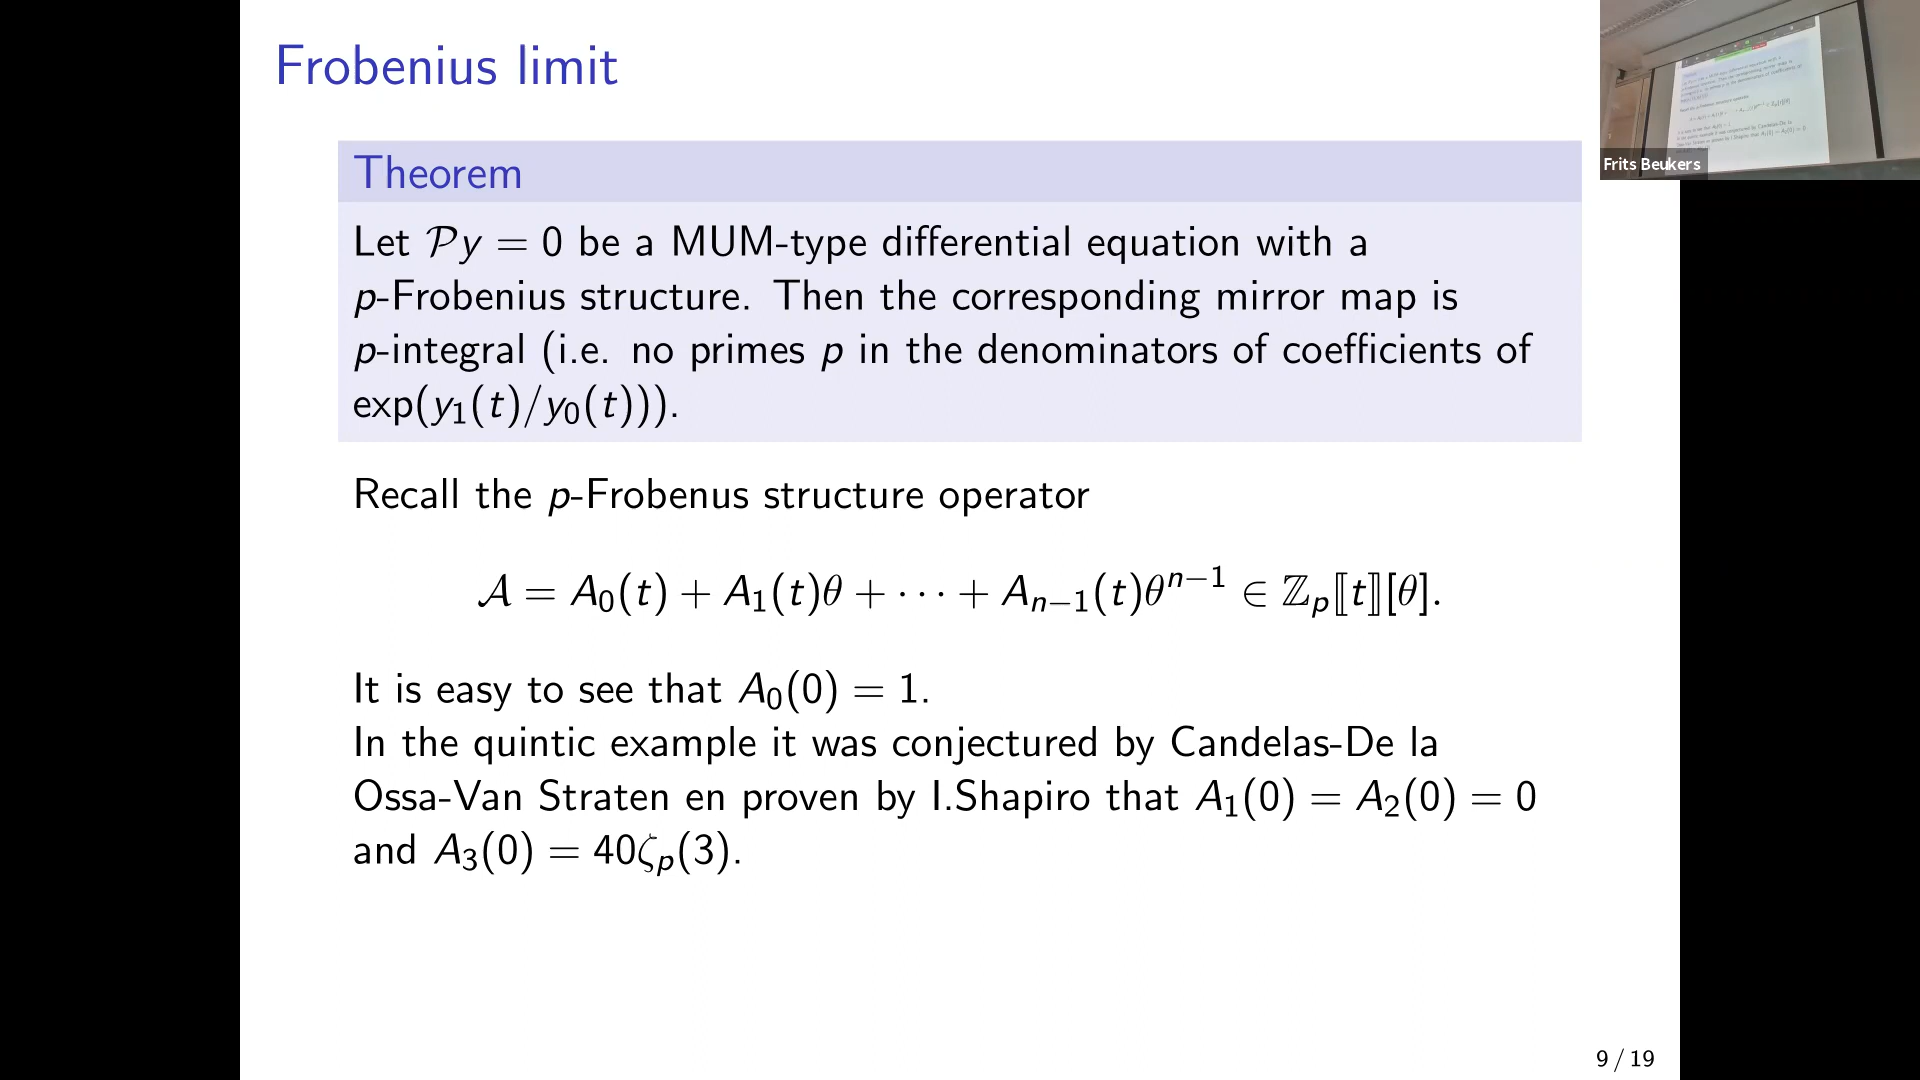 Frobenius limit
Theorem
Let 𝒫y = 0 be a MUM-type differential equation with a
p-Frobenius structure. Then the corresponding mirror map is
p-integral (i.e. no primes p in the denominators of coefficients of
exp(y₁(t)/y₀(t))).
Recall the p-Frobenus structure operator
𝒜 = A₀(t) + A₁(t)θ + ⋯ + Aₙ₋₁(t)θⁿ⁻¹ ∈ ℤₚ⟦t⟧[θ].
It is easy to see that A₀(0) = 1.
In the quintic example it was conjectured by Candelas-De la
Ossa-Van Straten en proven by I.Shapiro that A₁(0) = A₂(0) = 0
and A₃(0) = 40ζₚ(3).
9 / 19
Frits Beukers